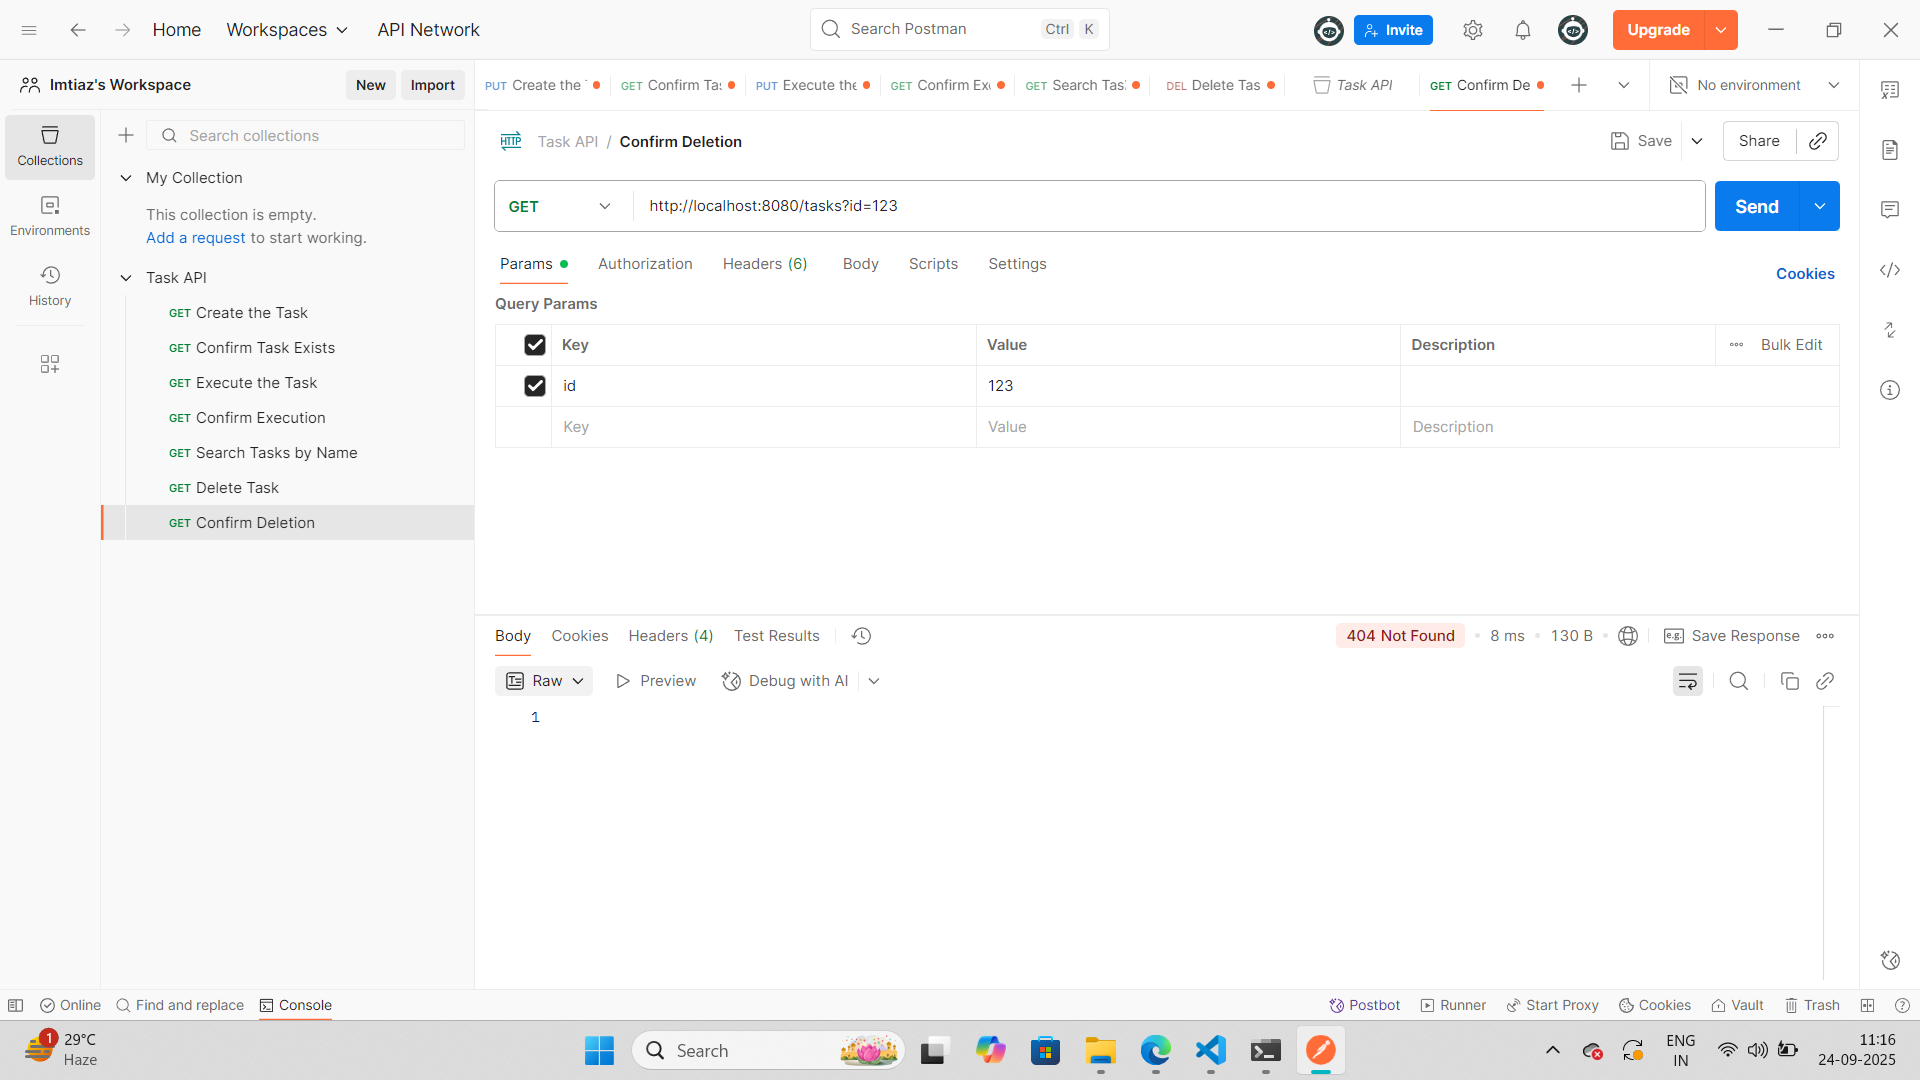 Home
Workspaces
API Network
Search Postman
Ctrl K
Invite
Upgrade
Imtiaz's Workspace
New
Import
PUT Create the T
GET Confirm Tas
PUT Execute the
GET Confirm Exe
GET Search Tas
DEL Delete Tas
Task API
GET Confirm De
No environment
Collections
Environments
History
Search collections
My Collection
This collection is empty.
Add a request to start working.
Task API
GET Create the Task
GET Confirm Task Exists
GET Execute the Task
GET Confirm Execution
GET Search Tasks by Name
GET Delete Task
GET Confirm Deletion
HTTP Task API / Confirm Deletion
Save
Share
GET
http://localhost:8080/tasks?id=123
Send
Params
Authorization
Headers (6)
Body
Scripts
Settings
Cookies
Query Params
Key
Value
Description
Bulk Edit
id
123
Key
Value
Description
Body
Cookies
Headers (4)
Test Results
404 Not Found
8 ms
130 B
e.g. Save Response
Raw
Preview
Debug with AI
1
Online
Find and replace
Console
Postbot
Runner
Start Proxy
Cookies
Vault
Trash
1
29°C
Haze
Search
ENG
IN
11:16
24-09-2025